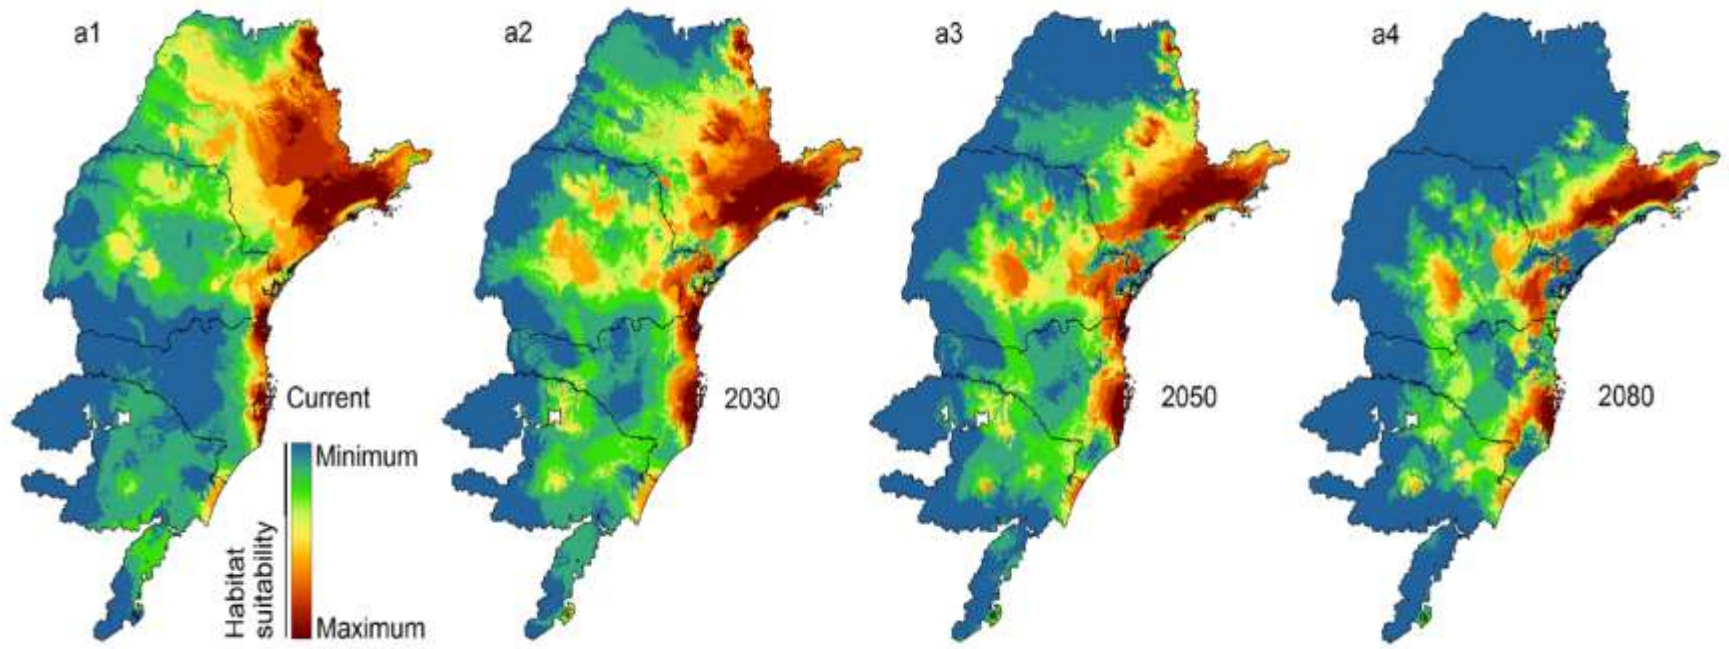 a1
a2
a3
a4
Current
2030
2050
2080
Minimum
Habitat
suitability
Maximum